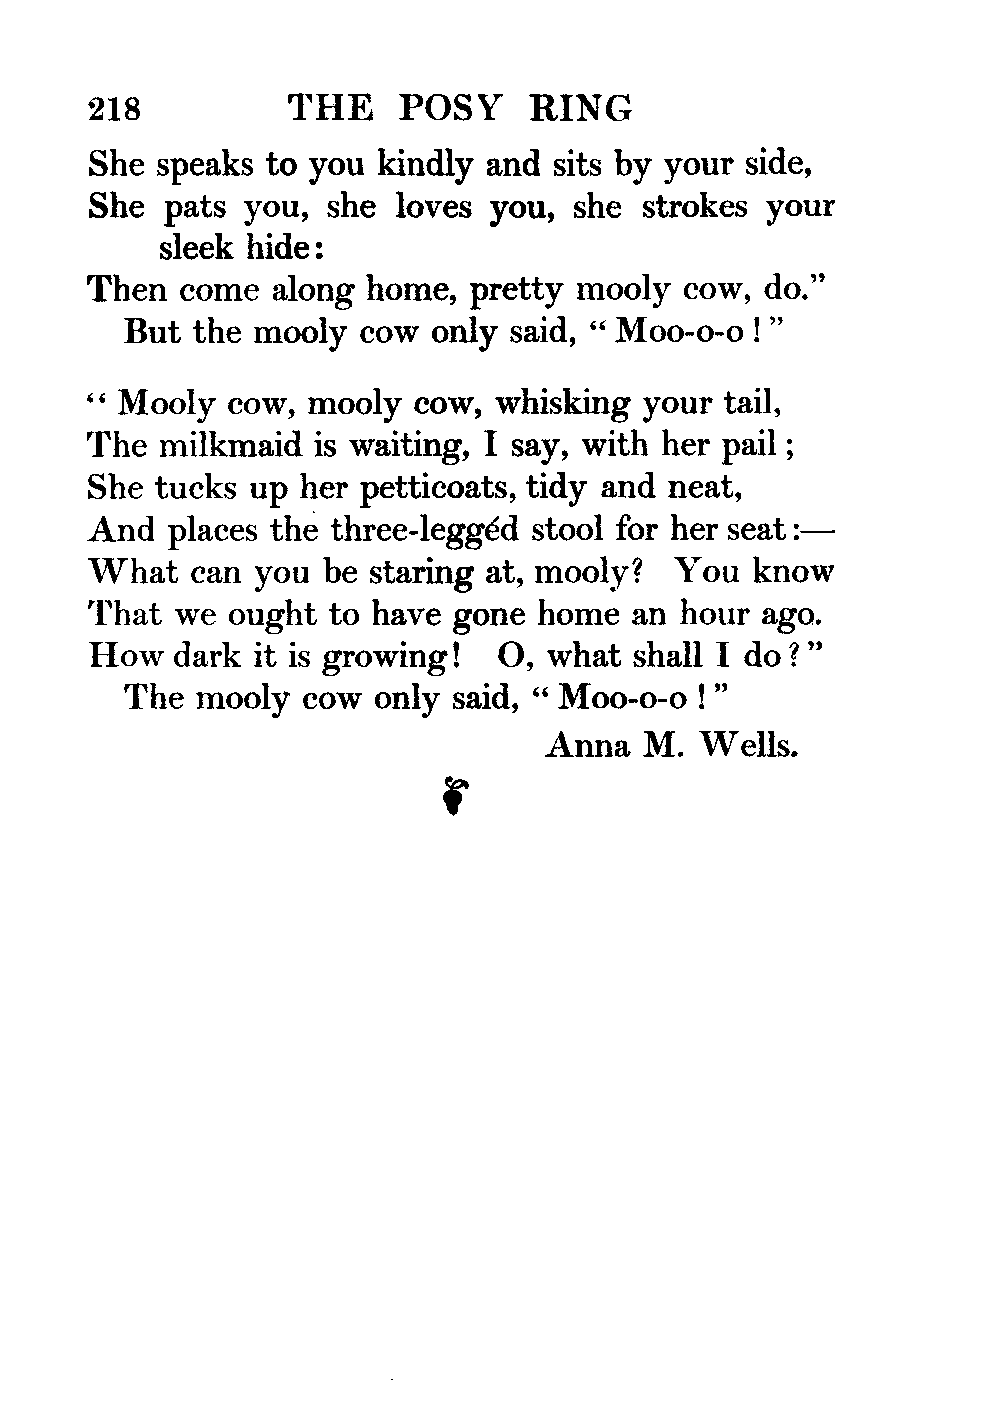 218 THE POSY RING
She speaks to you kindly and sits by your side,
She pats you, she loves you, she strokes your
sleek hide:
Then come along home, pretty mooly cow, do."
But the mooly cow only said, "Moo-o-o!"
"Mooly cow, mooly cow, whisking your tail,
The milkmaid is waiting, I say, with her pail;
She tucks up her petticoats, tidy and neat,
And places the three-leggéd stool for her seat:—
What can you be staring at, mooly? You know
That we ought to have gone home an hour ago.
How dark it is growing! O, what shall I do?"
The mooly cow only said, "Moo-o-o!"
Anna M. Wells.